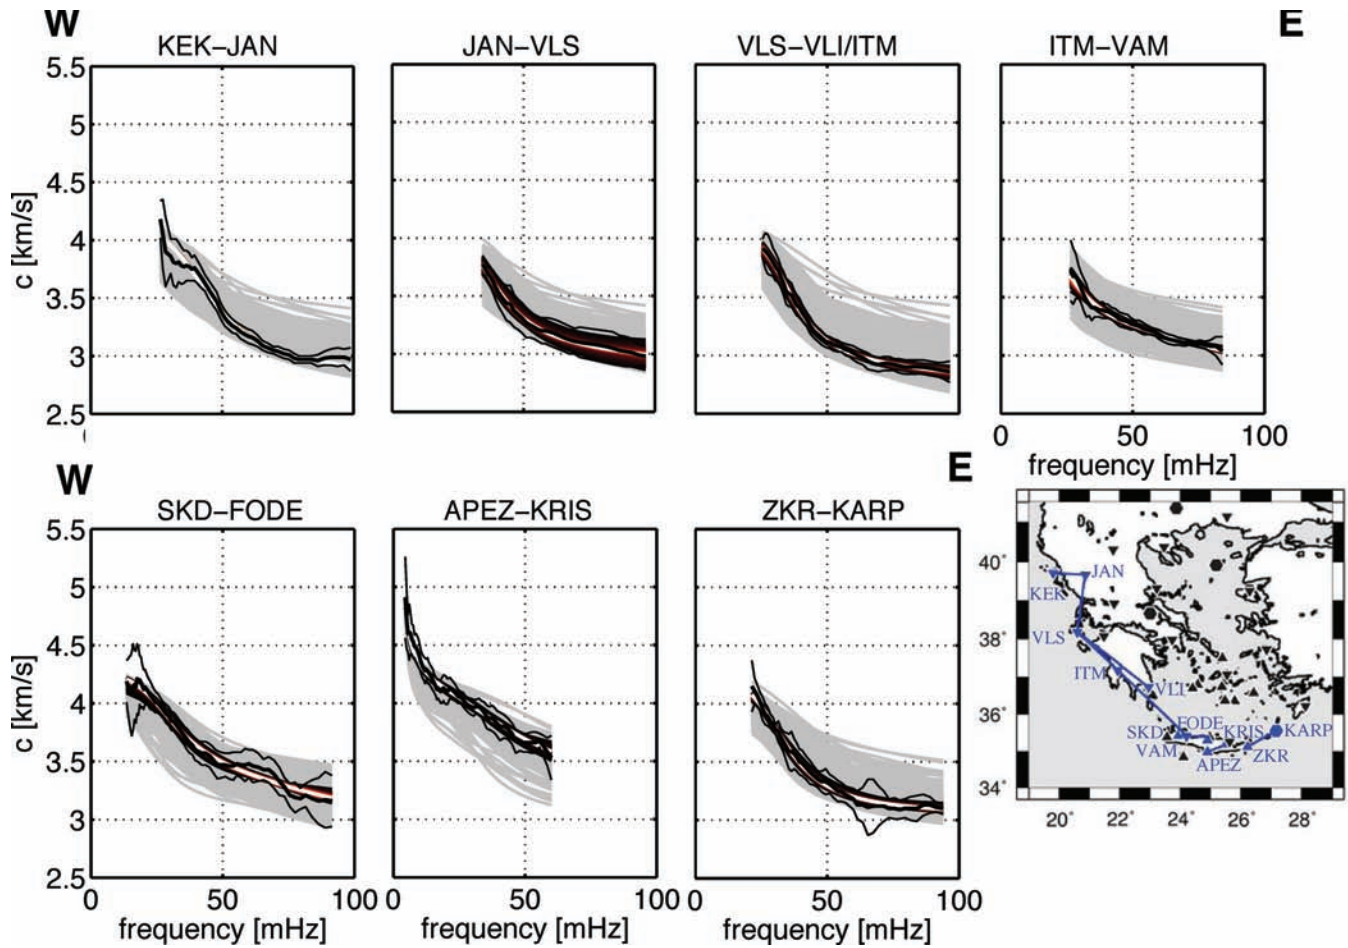 W E
KEK–JAN JAN–VLS VLS–VLI/ITM ITM–VAM
5.5
5
4.5
4
3.5
3
2.5
c [km/s]
0 50 100
frequency [mHz]
W E
SKD–FODE APEZ–KRIS ZKR–KARP
5.5
5
4.5
4
3.5
3
2.5
c [km/s]
0 50 100 0 50 100 0 50 100
frequency [mHz] frequency [mHz] frequency [mHz]
40°
38°
36°
34°
KEK
JAN
VLS
ITM
VLI
SKD
FODE
KRIS
KARP
VAM
APEZ
ZKR
20° 22° 24° 26° 28°